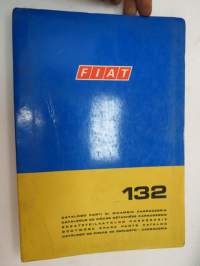 FIAT
132
CATALOGO PARTI DI RICAMBIO CARROZZERIA
CATALOGUE DE PIÈCES DÉTACHÉES CARROSSERIE
ERSATZTEILKATALOG KAROSSERIE
BODYWORK SPARE PARTS CATALOG
CATALOGO DE PIEZAS DE REPUESTO - CARROCERIA